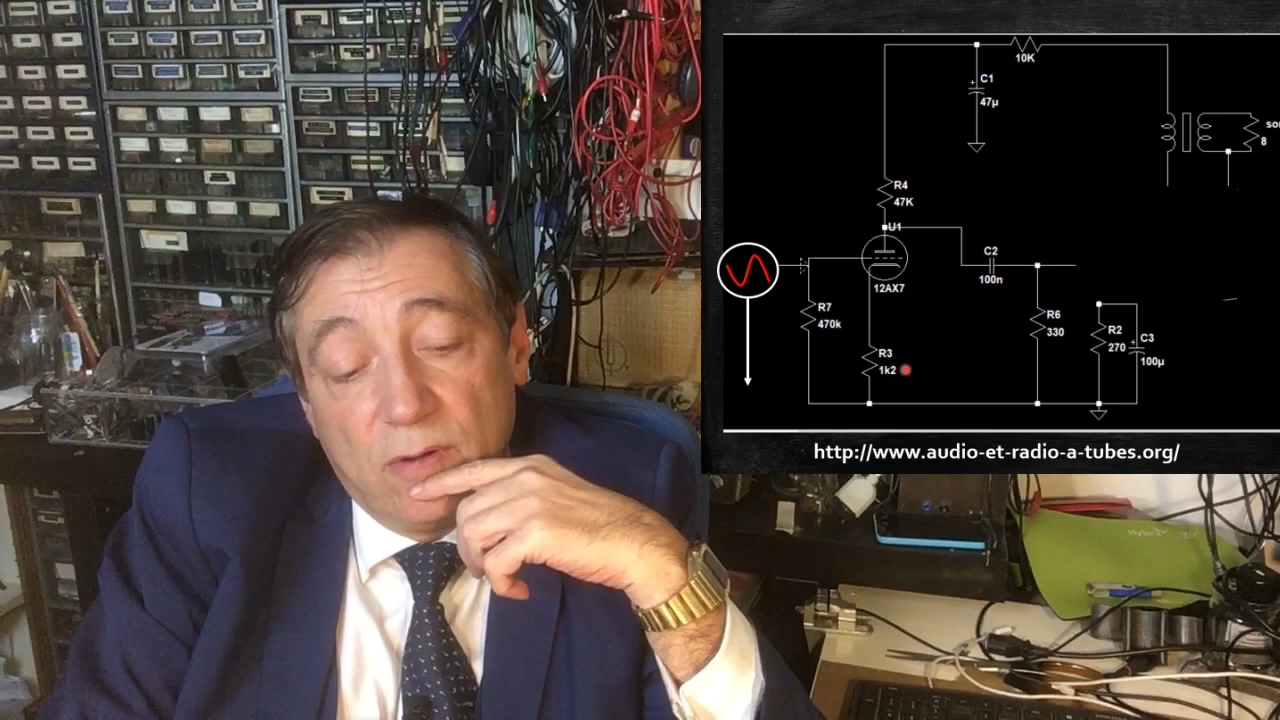 10K
C1
47µ
sor
8
R4
47K
U1
C2
100n
12AX7
R7
470k
R6
330
R2
270
C3
100µ
R3
1k2
http://www.audio-et-radio-a-tubes.org/